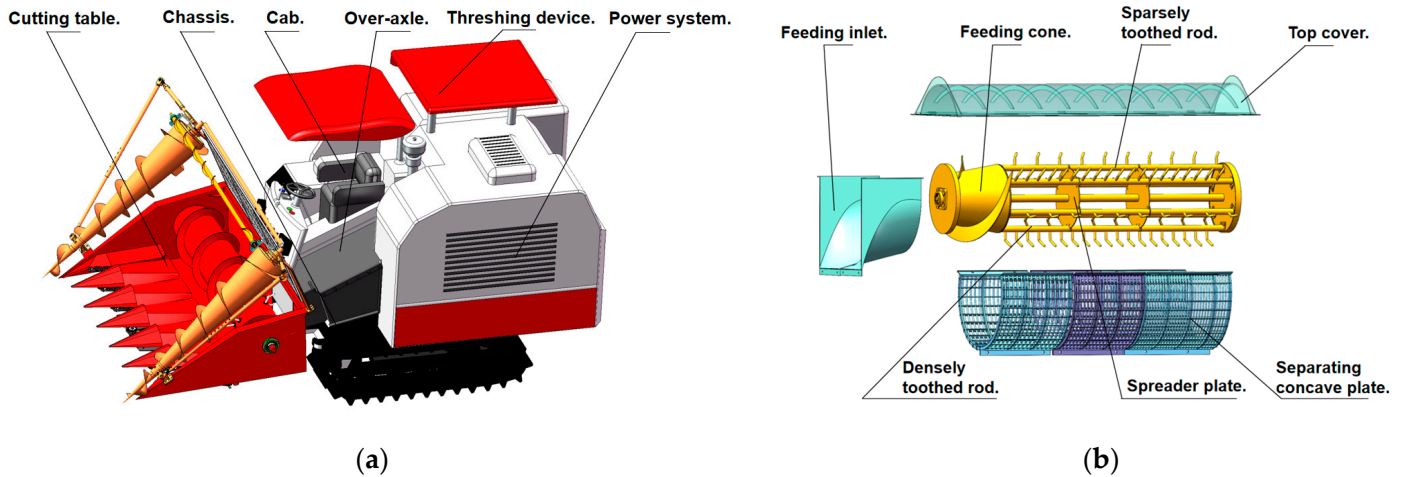 Cutting table.
Chassis.
Cab.
Over-axle.
Threshing device.
Power system.
(a)
Feeding inlet.
Feeding cone.
Sparsely
toothed rod.
Top cover.
Densely
toothed rod.
Spreader plate.
Separating
concave plate.
(b)